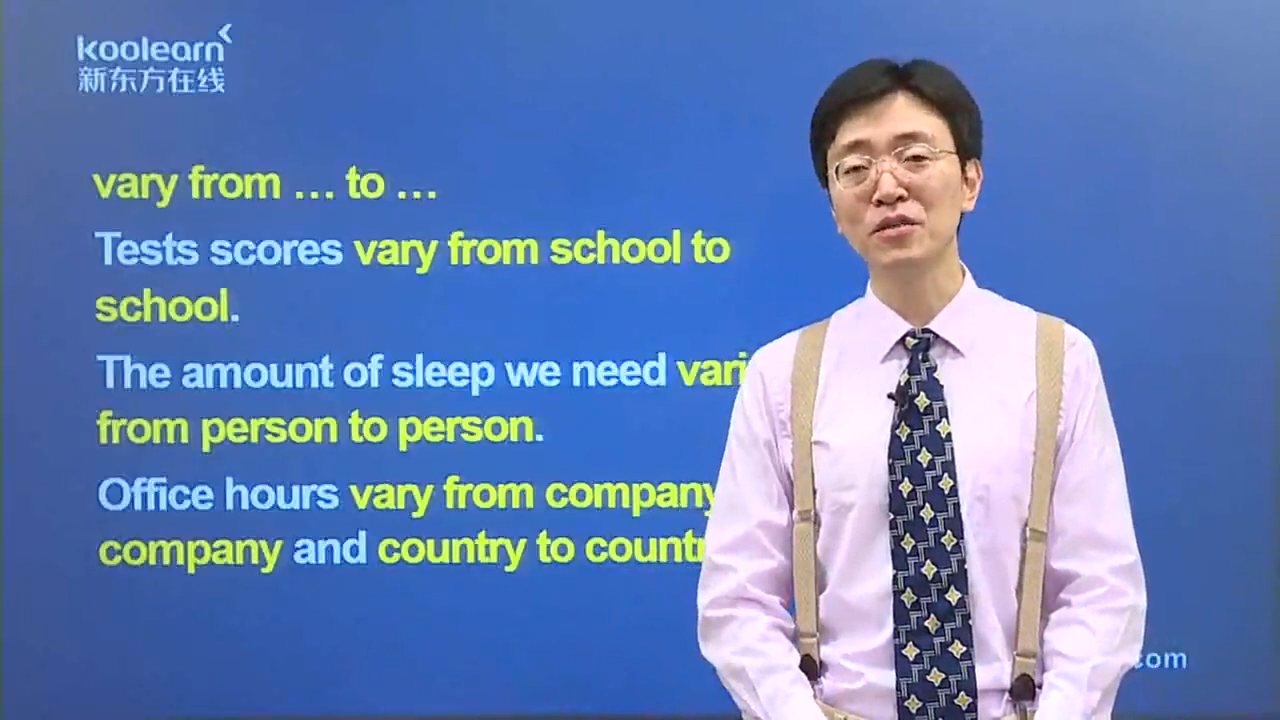 koolearn
新东方在线
vary from … to …
Tests scores vary from school to
school.
The amount of sleep we need
from person to person.
Office hours vary from company
company and country to
com